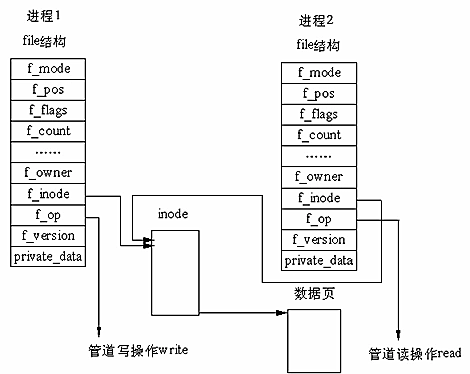 进程1
file结构
f_mode
f_pos
f_flags
f_count
……
f_owner
f_inode
f_op
f_version
private_data
管道写操作write
inode
进程2
file结构
f_mode
f_pos
f_flags
f_count
……
f_owner
f_inode
f_op
f_version
private_data
数据页
管道读操作read